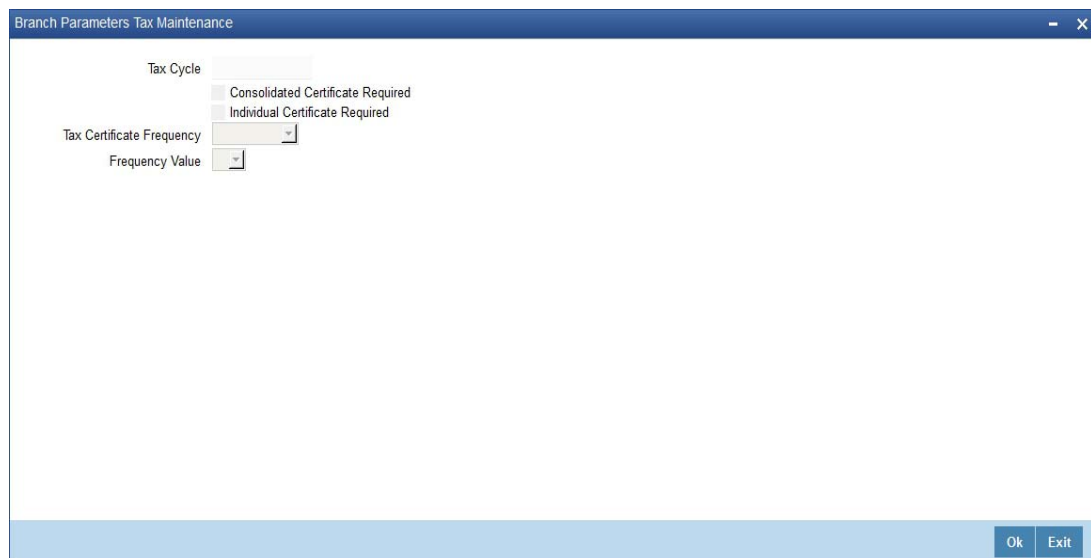 Branch Parameters Tax Maintenance
Tax Cycle
Consolidated Certificate Required
Individual Certificate Required
Tax Certificate Frequency
Frequency Value
Ok Exit